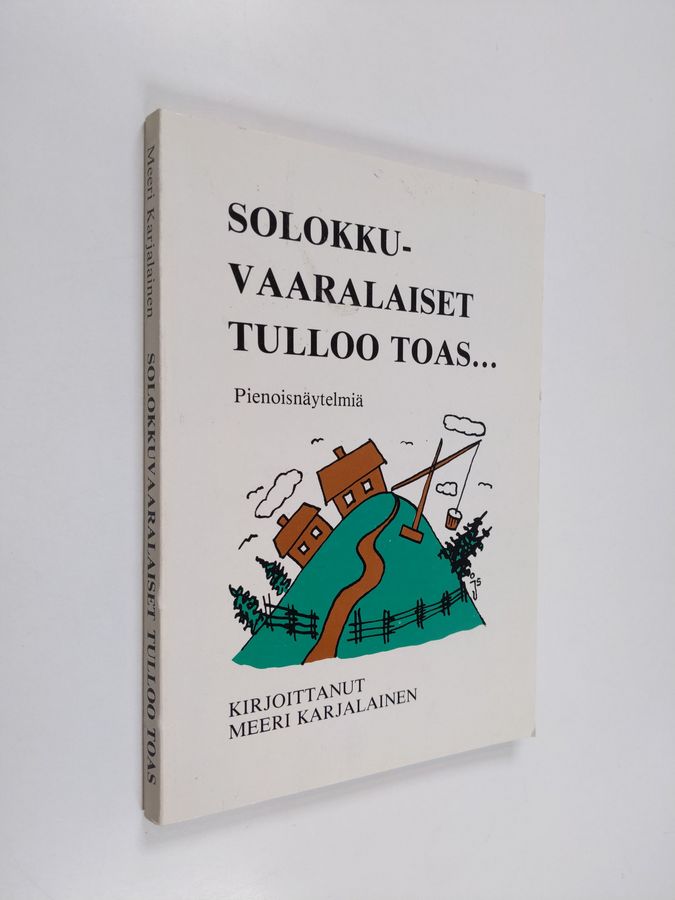 SOLOKKU-
VAARALAISET
TULLOO TOAS...
Pienoisnäytelmiä
KIRJOITTANUT
MEERI KARJALAINEN
Meeri Karjalainen SOLOKKUVAARALAISET TULLOO TOAS